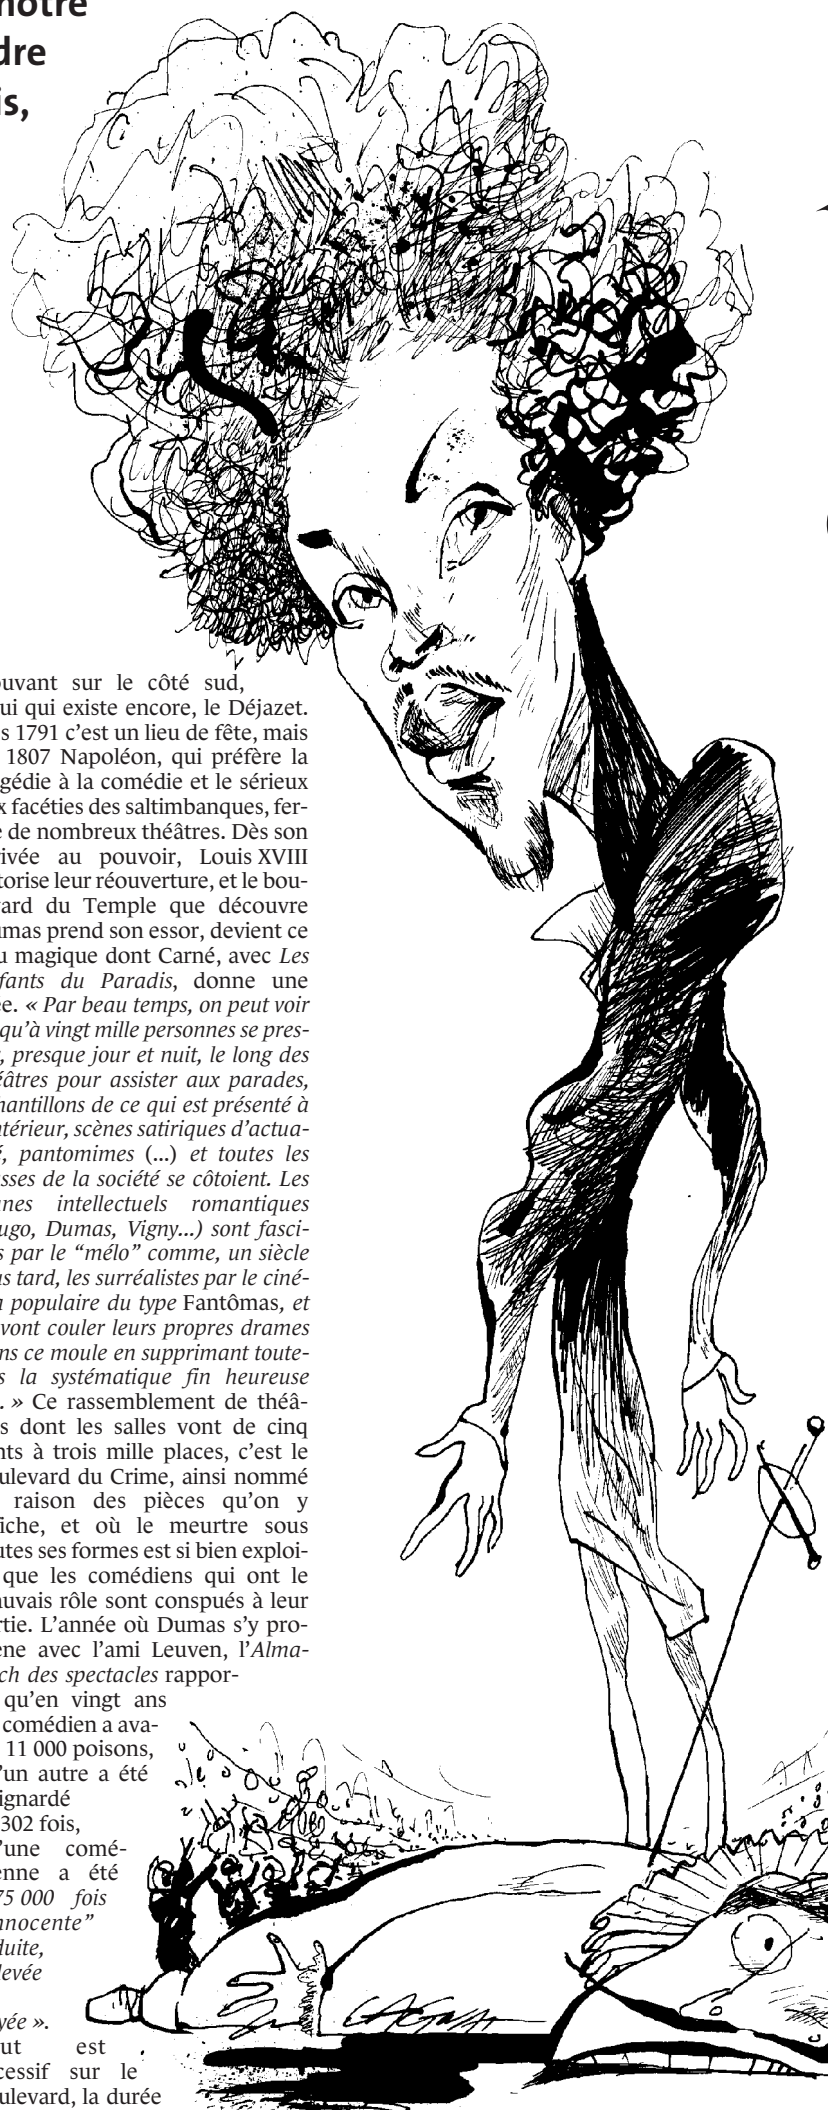 notre
dre
is,
ouvant sur le côté sud,
ui qui existe encore, le Déjazet.
s 1791 c’est un lieu de fête, mais
1807 Napoléon, qui préfère la
gédie à la comédie et le sérieux
x facéties des saltimbanques, fer-
e de nombreux théâtres. Dès son
rivée au pouvoir, Louis XVIII
torise leur réouverture, et le bou-
ard du Temple que découvre
umas prend son essor, devient ce
u magique dont Carné, avec Les
fants du Paradis, donne une
ée. « Par beau temps, on peut voir
qu’à vingt mille personnes se pres-
, presque jour et nuit, le long des
éâtres pour assister aux parades,
hantillons de ce qui est présenté à
ntérieur, scènes satiriques d’actua-
é, pantomimes (...) et toutes les
sses de la société se côtoient. Les
unes intellectuels romantiques
ugo, Dumas, Vigny...) sont fasci-
s par le “mélo” comme, un siècle
us tard, les surréalistes par le ciné-
a populaire du type Fantômas, et
vont couler leurs propres drames
ns ce moule en supprimant toute-
s la systématique fin heureuse
. » Ce rassemblement de théâ-
s dont les salles vont de cinq
nts à trois mille places, c’est le
ulevard du Crime, ainsi nommé
raison des pièces qu’on y
fiche, et où le meurtre sous
utes ses formes est si bien exploi-
que les comédiens qui ont le
auvais rôle sont conspués à leur
rtie. L’année où Dumas s’y pro-
ène avec l’ami Leuven, l’Alma-
ch des spectacles rappor-
qu’en vingt ans
comédien a ava-
11 000 poisons,
’un autre a été
ignardé
302 fois,
’une comé-
enne a été
75 000 fois
nnocente”
duite,
levée
yée ».
ut est
cessif sur le
ulevard, la durée